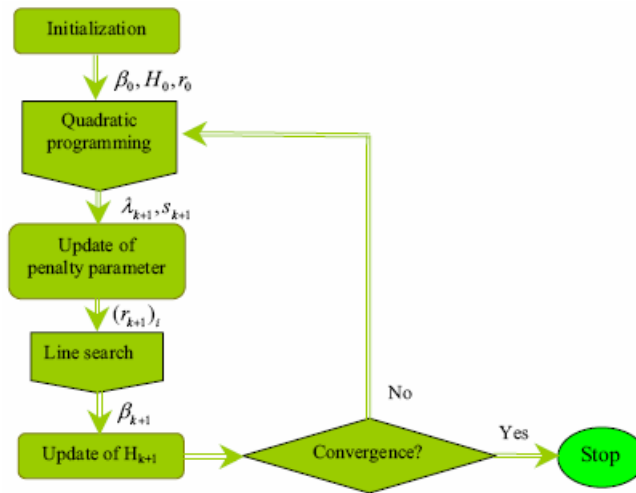 Initialization
β₀, H₀, r₀
Quadratic
programming
λₖ₊₁, sₖ₊₁
Update of
penalty parameter
(rₖ₊₁)ᵢ
Line search
βₖ₊₁
No
Update of Hₖ₊₁
Convergence?
Yes
Stop